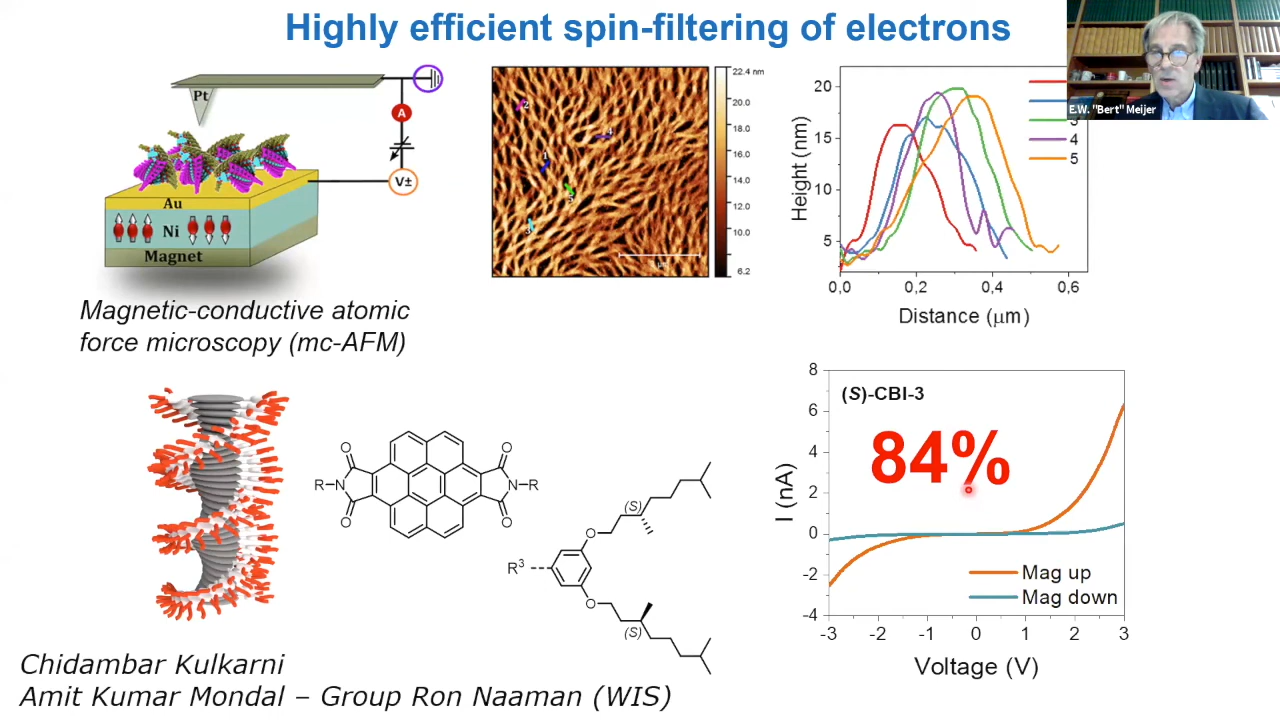 Highly efficient spin-filtering of electrons
E.W. "Bert" Meijer
Pt
A
V±
Au
Ni
Magnet
Magnetic-conductive atomic
force microscopy (mc-AFM)
1
2
3
4
5
22.4 nm
20.0
18.0
16.0
14.0
12.0
10.0
6.2
Height (nm)
20
15
10
5
0,0 0,2 0,4 0,6
Distance (μm)
3
4
5
O O
R N N R
O O
(S)
O
R³
O
(S)
(S)-CBI-3
84%
I (nA)
8
6
4
2
0
-2
-4
Mag up
Mag down
-3 -2 -1 0 1 2 3
Voltage (V)
Chidambar Kulkarni
Amit Kumar Mondal – Group Ron Naaman (WIS)